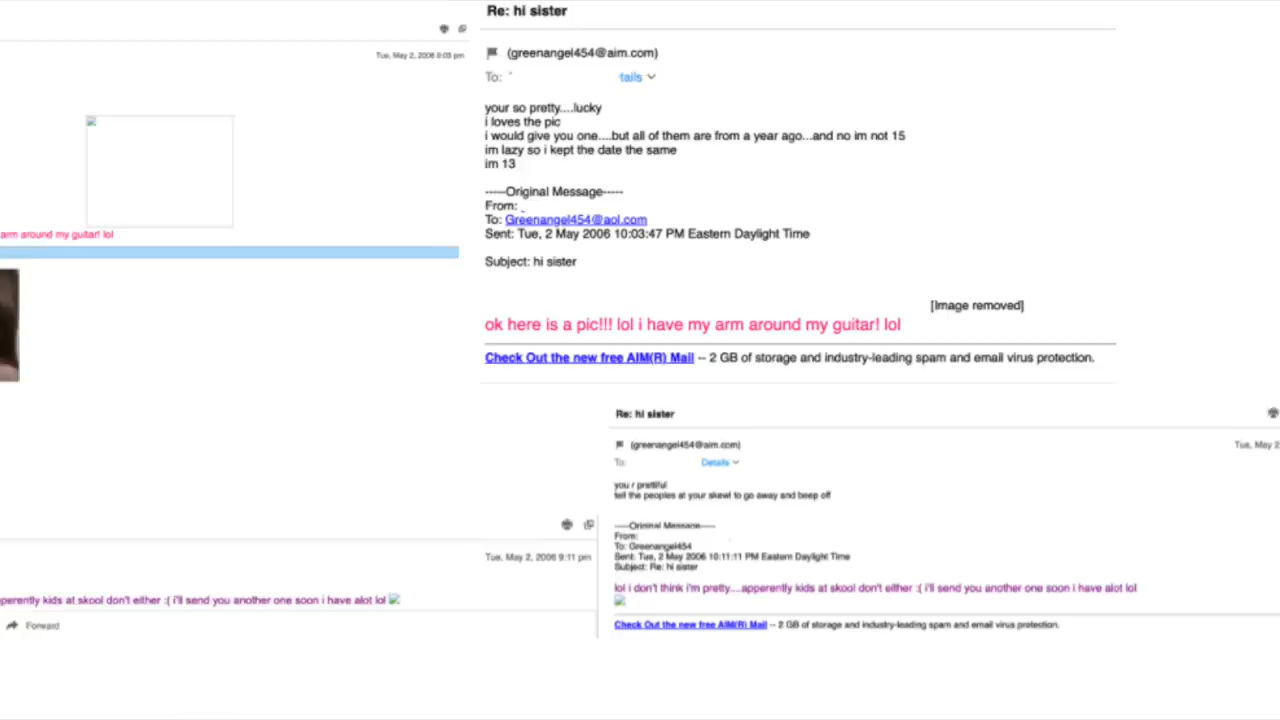 Tue, May 2, 2006 8:03 pm
arm around my guitar! lol
Re: hi sister
(greenangel454@aim.com)
To:
tails
your so pretty....lucky
i loves the pic
i would give you one....but all of them are from a year ago...and no im not 15
im lazy so i kept the date the same
im 13
-----Original Message-----
From:
To: Greenangel454@aol.com
Sent: Tue, 2 May 2006 10:03:47 PM Eastern Daylight Time
Subject: hi sister
[Image removed]
ok here is a pic!!! lol i have my arm around my guitar! lol
Check Out the new free AIM(R) Mail -- 2 GB of storage and industry-leading spam and email virus protection.
Tue, May 2, 2006 9:11 pm
perently kids at skool don't either :( i'll send you another one soon i have alot lol
Forward
Re: hi sister
(greenangel454@aim.com)
Tue, May 2
To:
Details
you r prettiful
tell the peoples at your skewl to go away and beep off
-----Original Message-----
From:
To: Greenangel454
Sent: Tue, 2 May 2006 10:11:11 PM Eastern Daylight Time
Subject: Re: hi sister
lol i don't think i'm pretty....apperently kids at skool don't either :( i'll send you another one soon i have alot lol
Check Out the new free AIM(R) Mail -- 2 GB of storage and industry-leading spam and email virus protection.